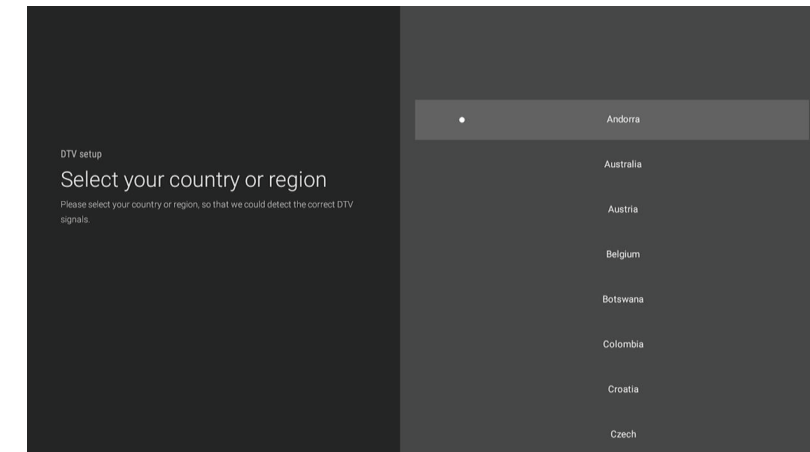 DTV setup
Select your country or region
Please select your country or region, so that we could detect the correct DTV
signals.
Andorra
Australia
Austria
Belgium
Botswana
Colombia
Croatia
Czech